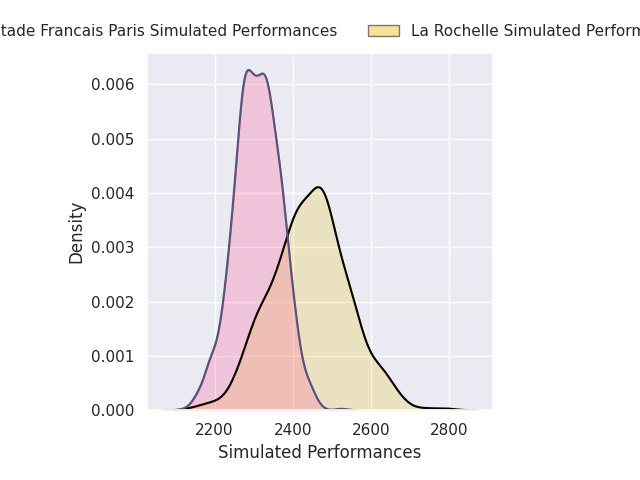 tade Francais Paris Simulated Performances
La Rochelle Simulated Perform
0.006
0.005
0.004
0.003
0.002
0.001
0.000
Density
2200 2400 2600 2800
Simulated Performances